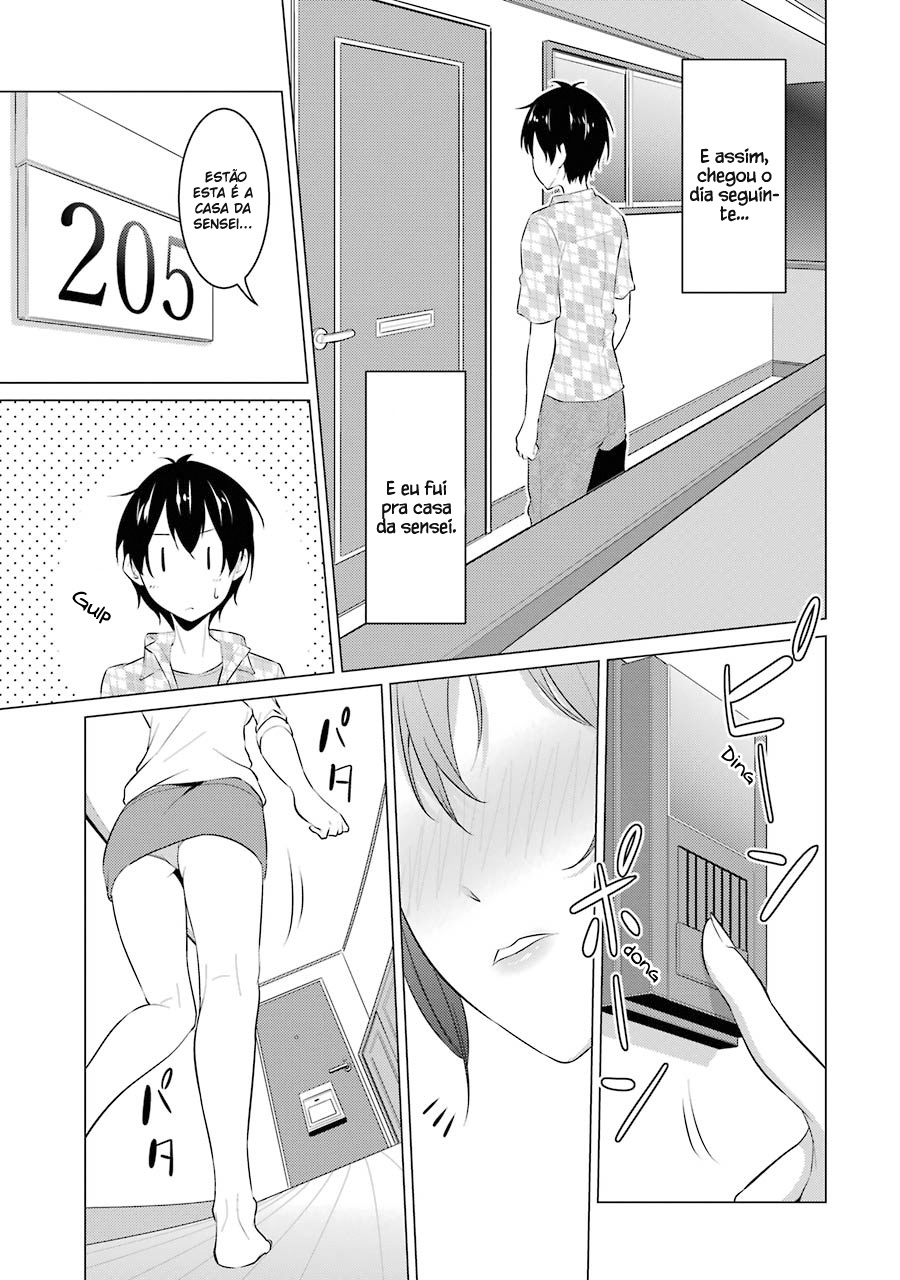 E assim,
chegou o
dia seguin-
te...
E eu fui
pra casa
da sensei.
ESTÃO
ESTA É A
CASA DA
SENSEI...
205
Gulp
ピンポーン
Ding
dong
パタ
パタ